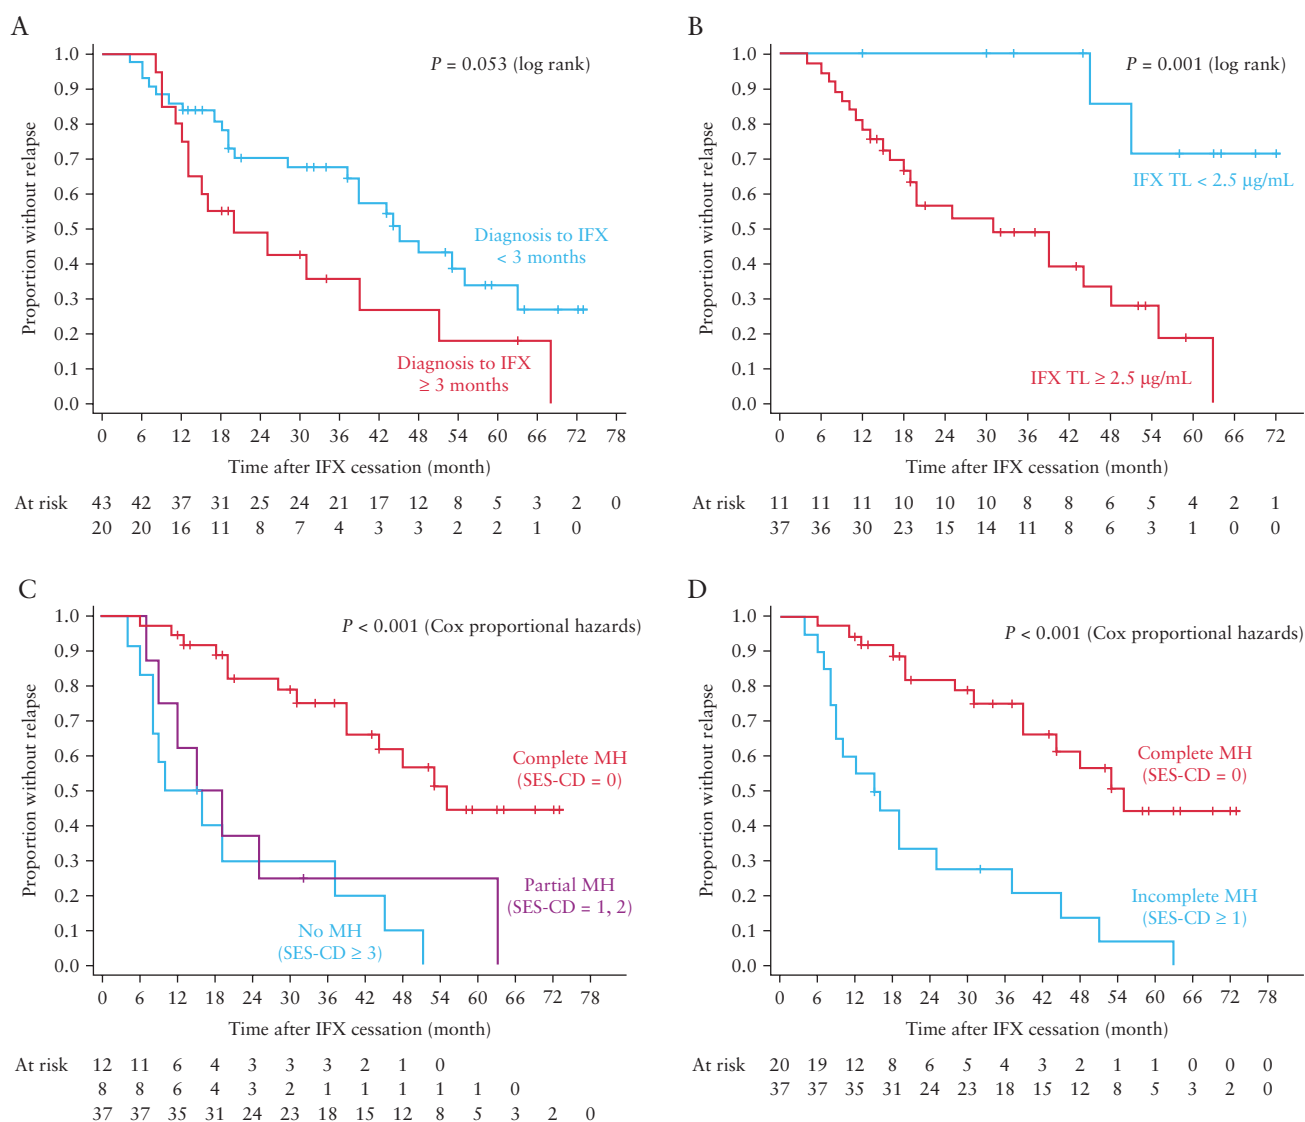 A
P = 0.053 (log rank)
Proportion without relapse
1.0
0.9
0.8
0.7
0.6
0.5
0.4
0.3
0.2
0.1
0.0
Diagnosis to IFX
< 3 months
Diagnosis to IFX
≥ 3 months
0 6 12 18 24 30 36 42 48 54 60 66 72 78
Time after IFX cessation (month)
At risk 43 42 37 31 25 24 21 17 12 8 5 3 2 0
20 20 16 11 8 7 4 3 3 2 2 1 0
B
P = 0.001 (log rank)
Proportion without relapse
1.0
0.9
0.8
0.7
0.6
0.5
0.4
0.3
0.2
0.1
0.0
IFX TL < 2.5 µg/mL
IFX TL ≥ 2.5 µg/mL
0 6 12 18 24 30 36 42 48 54 60 66 72
Time after IFX cessation (month)
At risk 11 11 11 10 10 10 8 8 6 5 4 2 1
37 36 30 23 15 14 11 8 6 3 1 0 0
C
P < 0.001 (Cox proportional hazards)
Proportion without relapse
1.0
0.9
0.8
0.7
0.6
0.5
0.4
0.3
0.2
0.1
0.0
Complete MH
(SES-CD = 0)
Partial MH
(SES-CD = 1, 2)
No MH
(SES-CD ≥ 3)
0 6 12 18 24 30 36 42 48 54 60 66 72 78
Time after IFX cessation (month)
At risk 12 11 6 4 3 3 3 2 1 0
8 8 6 4 3 2 1 1 1 1 1 0
37 37 35 31 24 23 18 15 12 8 5 3 2 0
D
P < 0.001 (Cox proportional hazards)
Proportion without relapse
1.0
0.9
0.8
0.7
0.6
0.5
0.4
0.3
0.2
0.1
0.0
Complete MH
(SES-CD = 0)
Incomplete MH
(SES-CD ≥ 1)
0 6 12 18 24 30 36 42 48 54 60 66 72 78
Time after IFX cessation (month)
At risk 20 19 12 8 6 5 4 3 2 1 1 0 0 0
37 37 35 31 24 23 18 15 12 8 5 3 2 0